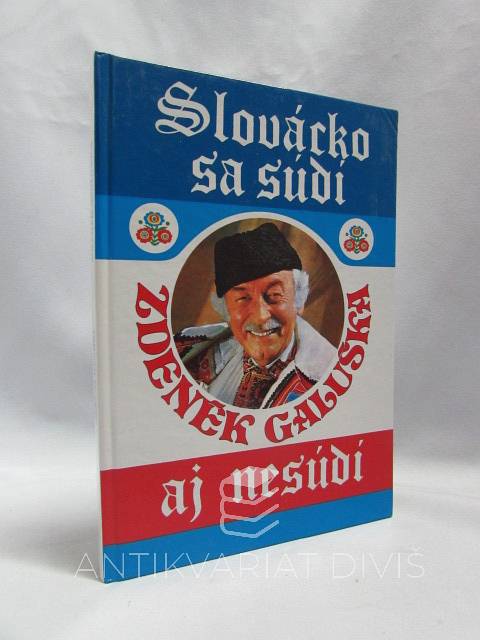 Slovácko
sa súdí
ZDENĚK GALUŠKA
aj nesúdí
ANTIKVARIÁT DIVIŠ